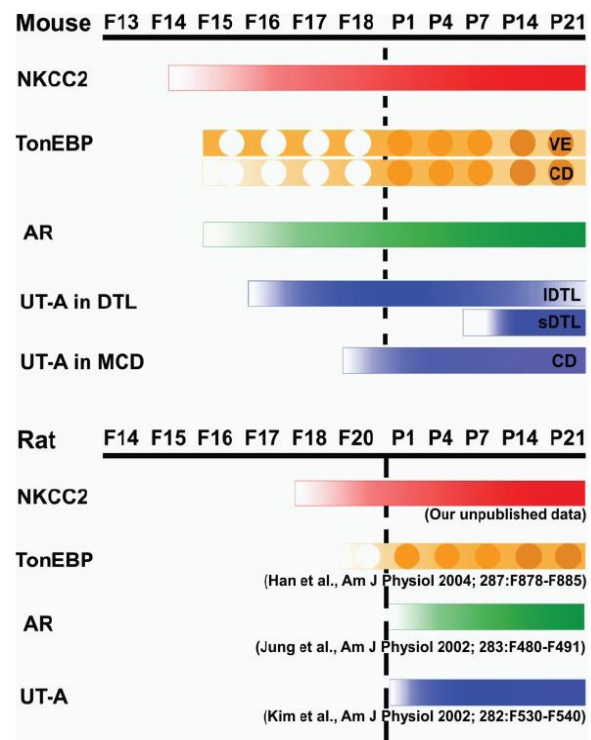 Mouse F13 F14 F15 F16 F17 F18 P1 P4 P7 P14 P21
NKCC2
TonEBP VE
CD
AR
UT-A in DTL lDTL
sDTL
UT-A in MCD CD
Rat F14 F15 F16 F17 F18 F20 P1 P4 P7 P14 P21
NKCC2
(Our unpublished data)
TonEBP
(Han et al., Am J Physiol 2004; 287:F878-F885)
AR
(Jung et al., Am J Physiol 2002; 283:F480-F491)
UT-A
(Kim et al., Am J Physiol 2002; 282:F530-F540)